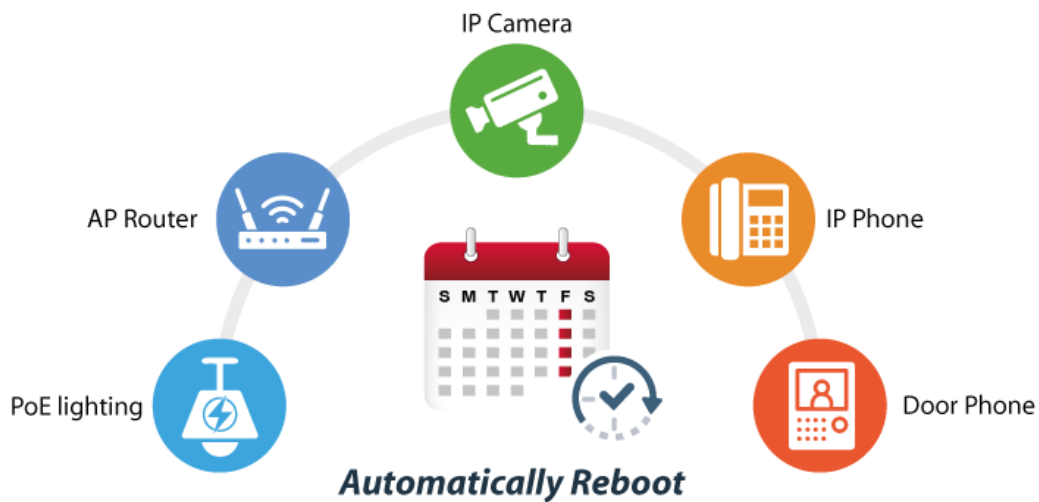 IP Camera
AP Router
IP Phone
S M T W T F S
PoE lighting
Door Phone
Automatically Reboot